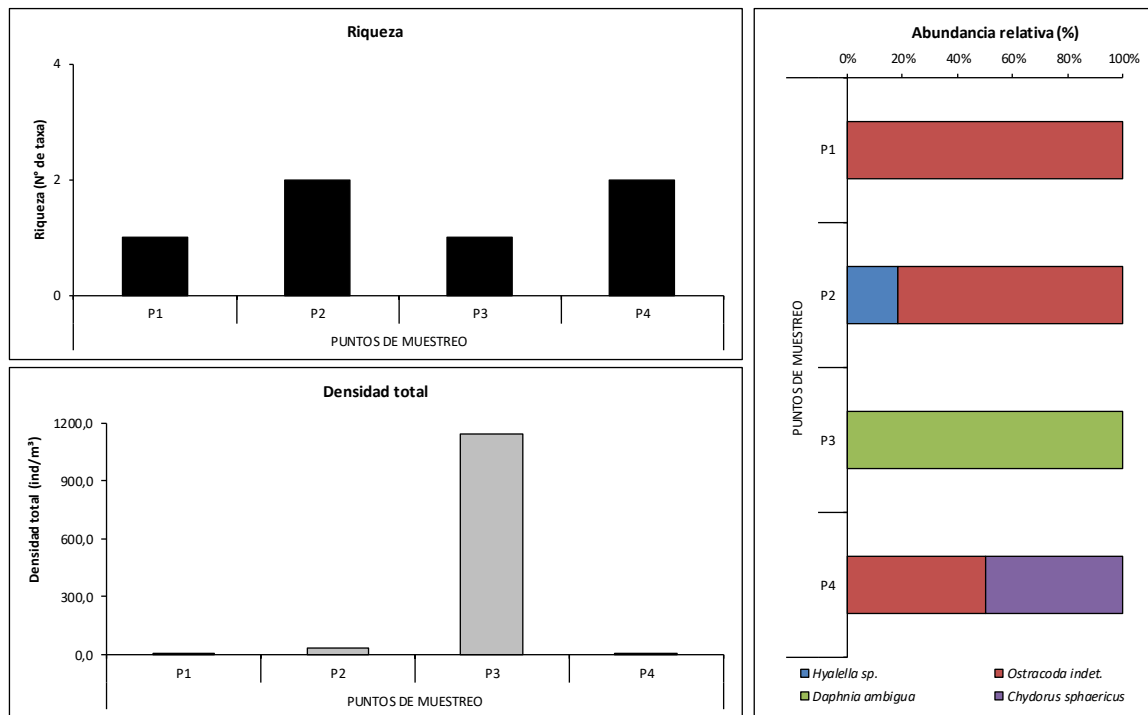 Riqueza
Riqueza (N° de taxa)
4
2
0
P1 P2 P3 P4
PUNTOS DE MUESTREO
Densidad total
Densidad total (ind/m³)
1200,0
900,0
600,0
300,0
0,0
P1 P2 P3 P4
PUNTOS DE MUESTREO
Abundancia relativa (%)
0% 20% 40% 60% 80% 100%
PUNTOS DE MUESTREO
P1
P2
P3
P4
Hyalella sp. Ostracoda indet.
Daphnia ambigua Chydorus sphaericus